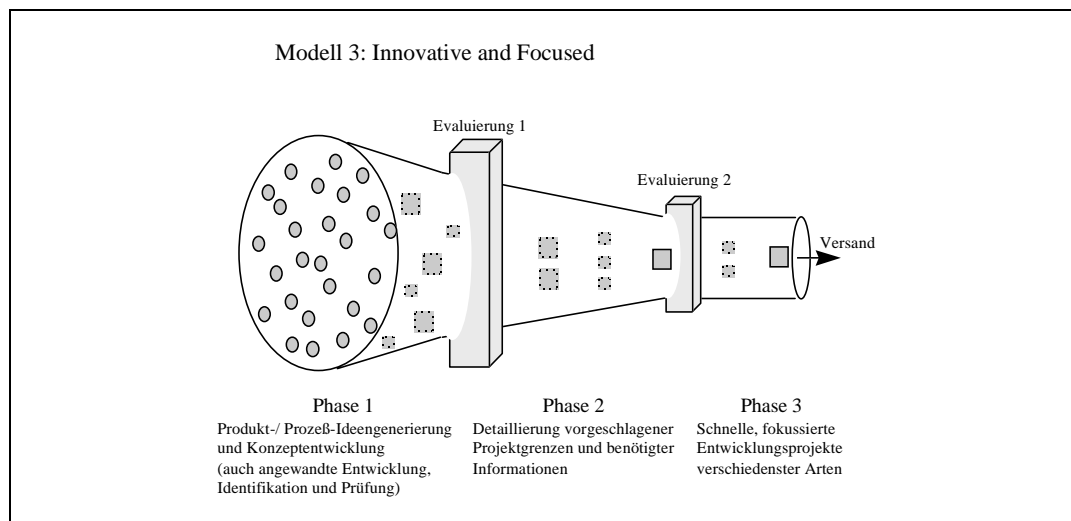 Modell 3: Innovative and Focused
Evaluierung 1
Evaluierung 2
Versand
Phase 1
Produkt-/ Prozeß-Ideengenerierung
und Konzeptentwicklung
(auch angewandte Entwicklung,
Identifikation und Prüfung)
Phase 2
Detaillierung vorgeschlagener
Projektgrenzen und benötigter
Informationen
Phase 3
Schnelle, fokussierte
Entwicklungsprojekte
verschiedenster Arten